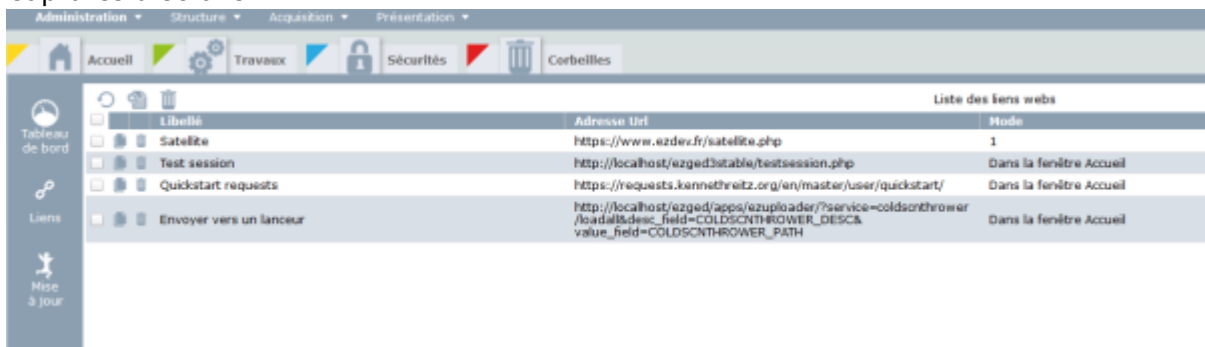 Administration Structure Acquisition Présentation
Accueil Travaux Sécurités Corbeilles
Liste des liens webs
Tableau de bord
Liens
Mise à jour
Libellé Adresse Url Mode
Satellite https://www.ezdev.fr/satellite.php 1
Test session http://localhost/ezged3stable/testsession.php Dans la fenêtre Accueil
Quickstart requests https://requests.kennethreitz.org/en/master/user/quickstart/ Dans la fenêtre Accueil
Envoyer vers un lanceur http://localhost/ezged/apps/ezuploader/?service=coldscnthrower
/loadall&desc_field=COLDSCNTHROWER_DESC&
value_field=COLDSCNTHROWER_PATH Dans la fenêtre Accueil